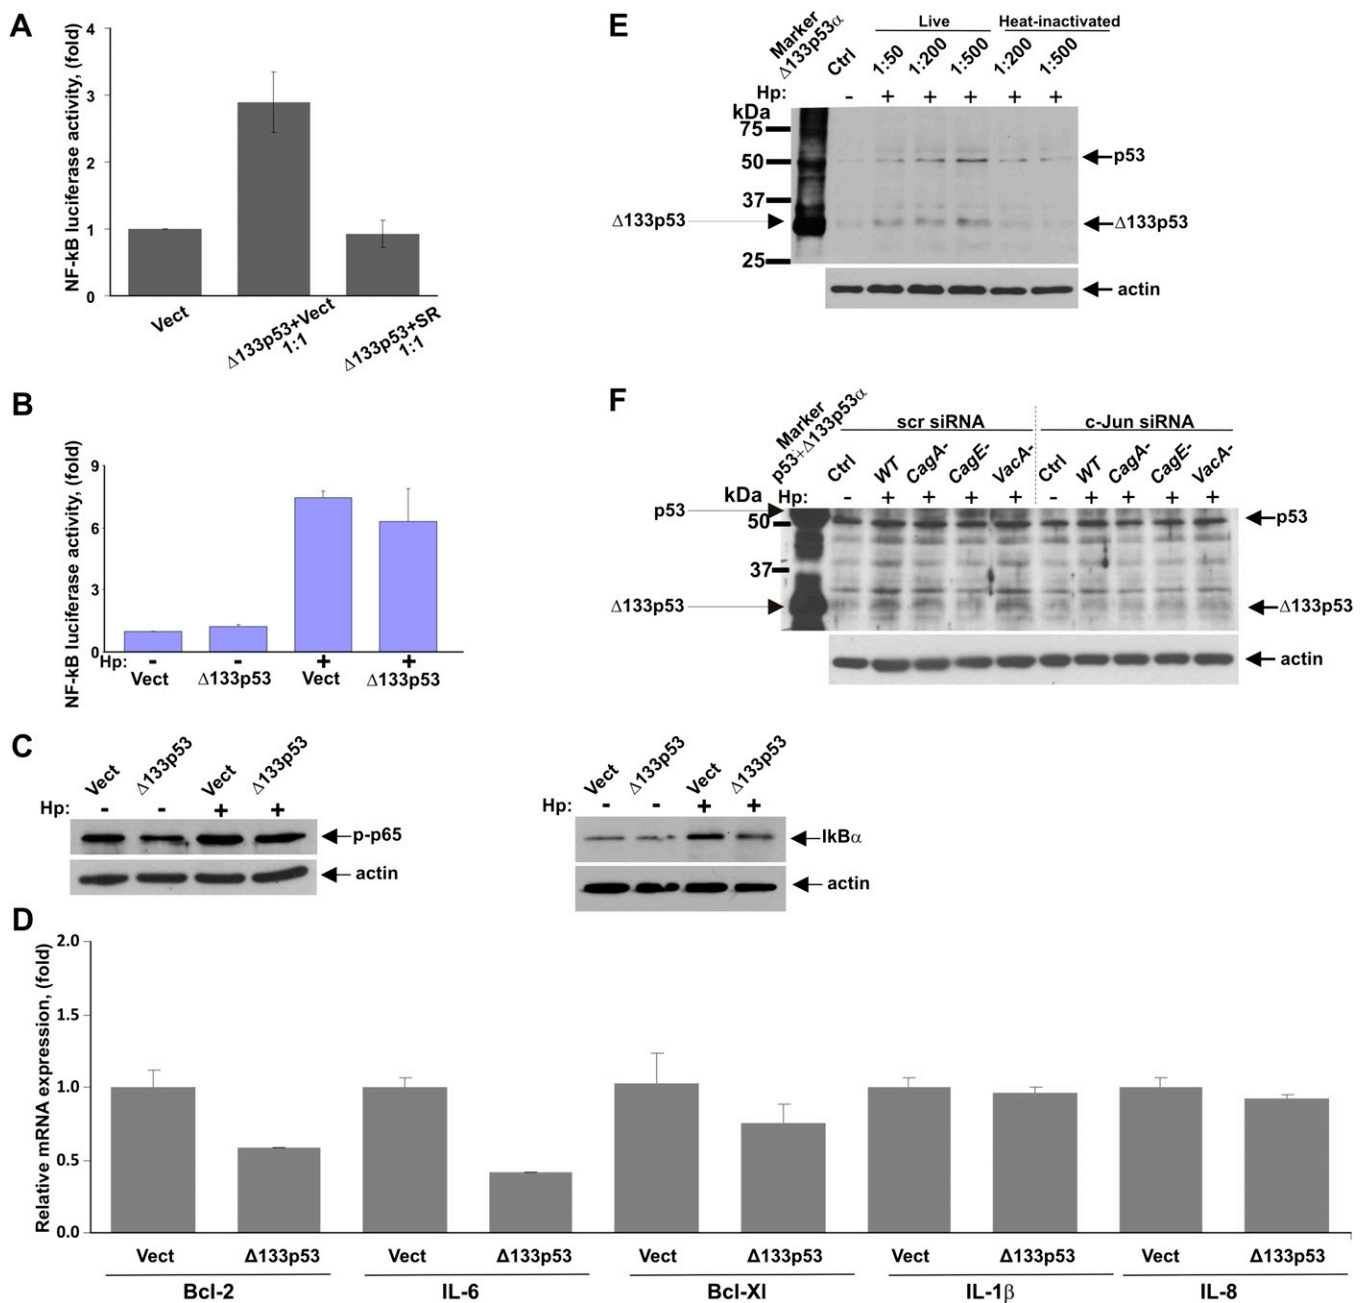 A
NF-kB luciferase activity, (fold)
4
3
2
1
0
Vect
Δ133p53+Vect
1:1
Δ133p53+SR
1:1
B
NF-kB luciferase activity, (fold)
9
6
3
0
Hp: - - + +
Vect Δ133p53 Vect Δ133p53
C
Vect Δ133p53 Vect Δ133p53
Hp: - - + +
p-p65
actin
Vect Δ133p53 Vect Δ133p53
Hp: - - + +
IkBα
actin
D
Relative mRNA expression, (fold)
2.0
1.5
1.0
0.5
0.0
Vect Δ133p53 Vect Δ133p53 Vect Δ133p53 Vect Δ133p53 Vect Δ133p53
Bcl-2 IL-6 Bcl-Xl IL-1β IL-8
E
Marker
Δ133p53α
Ctrl
Live Heat-inactivated
1:50 1:200 1:500 1:200 1:500
Hp: - + + + + +
kDa
75
50
37
25
Δ133p53
p53
Δ133p53
actin
F
Marker
p53+Δ133p53α
scr siRNA c-Jun siRNA
Ctrl WT CagA- CagE- VacA- Ctrl WT CagA- CagE- VacA-
kDa Hp: - + + + + - + + + +
p53
50
37
Δ133p53
p53
Δ133p53
actin